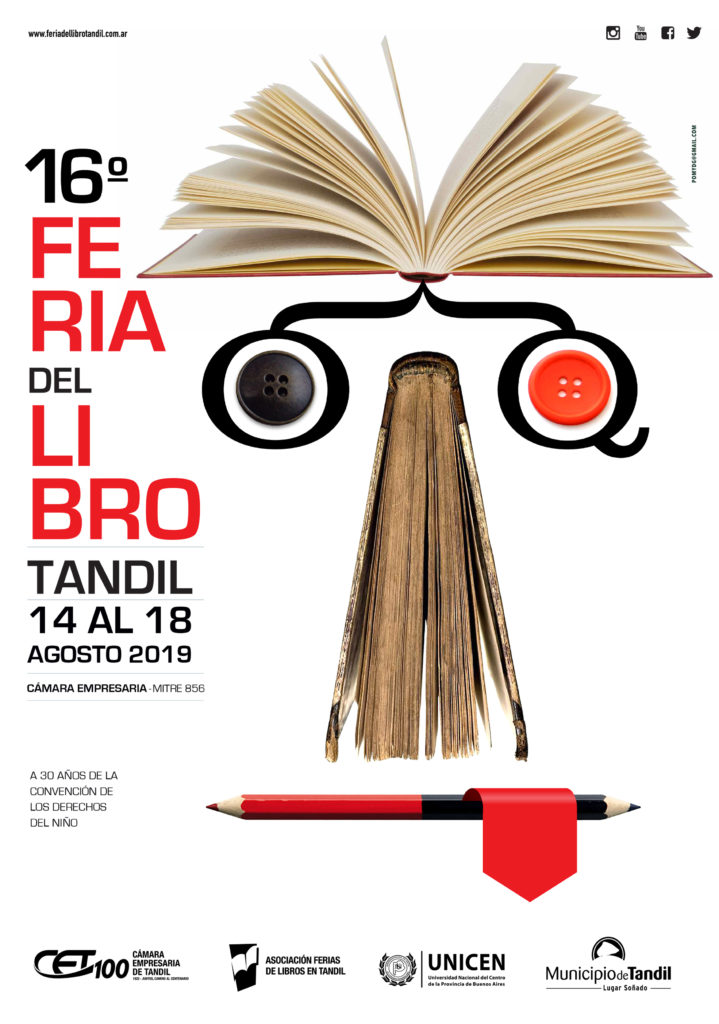 www.feriadellibrotandil.com.ar
You
Tube
POMYDG@GMAIL.COM
16º
FE
RIA
DEL
LI
BRO
TANDIL
14 AL 18
AGOSTO 2019
CÁMARA EMPRESARIA · MITRE 856
A 30 AÑOS DE LA
CONVENCIÓN DE
LOS DERECHOS
DEL NIÑO
O Q
CET 100
CÁMARA
EMPRESARIA
DE TANDIL
ASOCIACIÓN FERIAS
DE LIBROS EN TANDIL
UNICEN
Universidad Nacional del Centro
de la Provincia de Buenos Aires
Municipio de Tandil
Lugar Soñado